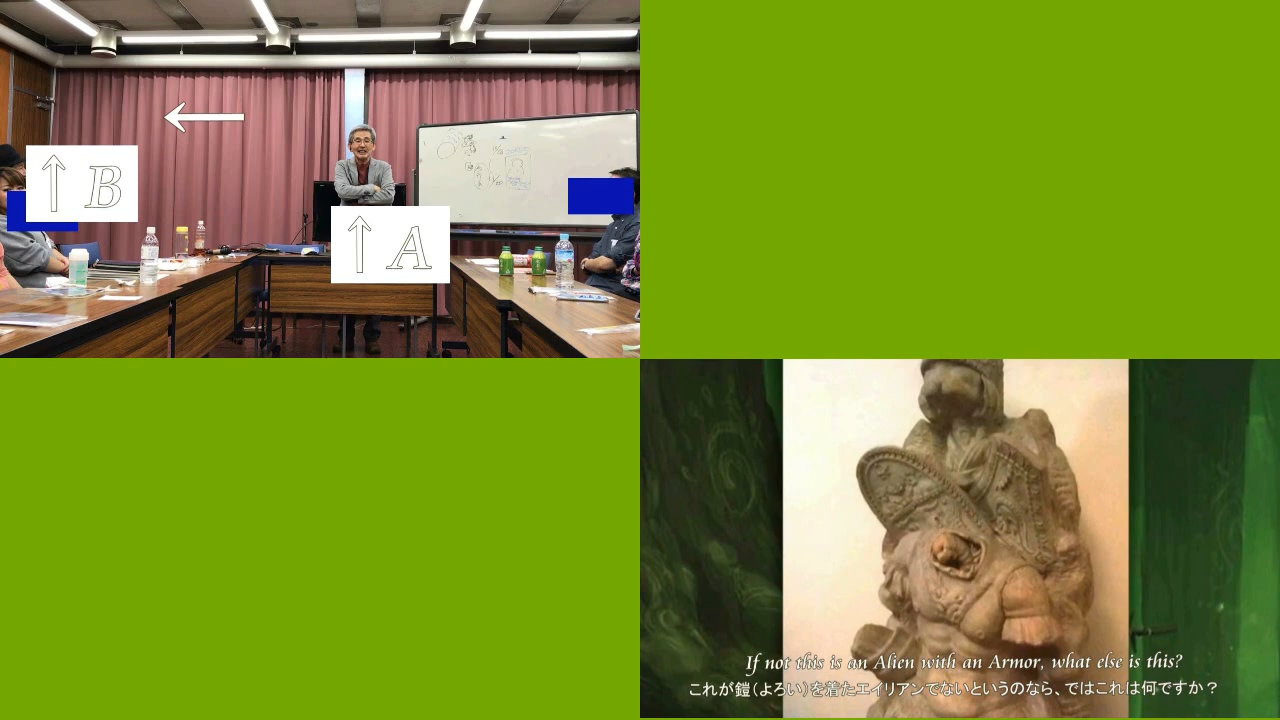 B
A
If not this is an Alien with an Armor, what else is this?
これが鎧(よろい)を着たエイリアンでないというのなら、ではこれは何ですか?